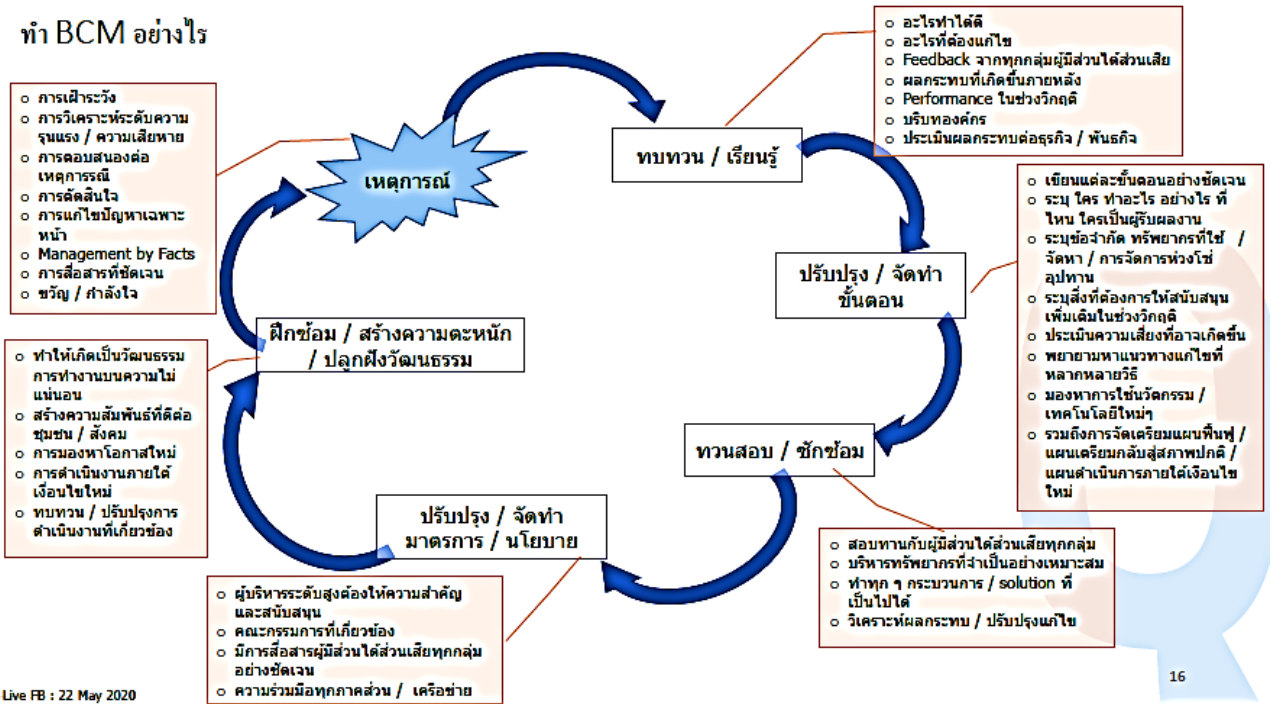 ทำ BCM อย่างไร
o การเฝ้าระวัง
o การวิเคราะห์ระดับความ
รุนแรง / ความเสียหาย
o การตอบสนองต่อ
เหตุการรณ์
o การตัดสินใจ
o การแก้ไขปัญหาเฉพาะ
หน้า
o Management by Facts
o การสื่อสารที่ชัดเจน
o ขวัญ / กำลังใจ
เหตุการณ์
ทบทวน / เรียนรู้
o อะไรทำได้ดี
o อะไรที่ต้องแก้ไข
o Feedback จากทุกกลุ่มผู้มีส่วนได้ส่วนเสีย
o ผลกระทบที่เกิดขึ้นภายหลัง
o Performance ในช่วงวิกฤติ
o บริบทองค์กร
o ประเมินผลกระทบต่อธุรกิจ / พันธกิจ
ปรับปรุง / จัดทำ
ขั้นตอน
o เขียนแต่ละขั้นตอนอย่างชัดเจน
o ระบุ ใคร ทำอะไร อย่างไร ที่
ไหน ใครเป็นผู้รับผลงาน
o ระบุข้อจำกัด ทรัพยากรที่ใช้ /
จัดหา / การจัดการห่วงโซ่
อุปทาน
o ระบุสิ่งที่ต้องการให้สนับสนุน
เพิ่มเติมในช่วงวิกฤติ
o ประเมินความเสี่ยงที่อาจเกิดขึ้น
o พยายามหาแนวทางแก้ไขที่
หลากหลายวิธี
o มองหาการใช้นวัตกรรม /
เทคโนโลยีใหม่ๆ
o รวมถึงการจัดเตรียมแผนฟื้นฟู /
แผนเตรียมกลับสู่สภาพปกติ /
แผนดำเนินการภายใต้เงื่อนไข
ใหม่
ทวนสอบ / ซักซ้อม
o สอบทานกับผู้มีส่วนได้ส่วนเสียทุกกลุ่ม
o บริหารทรัพยากรที่จำเป็นอย่างเหมาะสม
o ทำทุก ๆ กระบวนการ / solution ที่
เป็นไปได้
o วิเคราะห์ผลกระทบ / ปรับปรุงแก้ไข
ปรับปรุง / จัดทำ
มาตรการ / นโยบาย
o ผู้บริหารระดับสูงต้องให้ความสำคัญ
และสนับสนุน
o คณะกรรมการที่เกี่ยวข้อง
o มีการสื่อสารผู้มีส่วนได้ส่วนเสียทุกกลุ่ม
อย่างชัดเจน
o ความร่วมมือทุกภาคส่วน / เครือข่าย
ฝึกซ้อม / สร้างความตะหนัก
/ ปลูกฝังวัฒนธรรม
o ทำให้เกิดเป็นวัฒนธรรม
การทำงานบนความไม่
แน่นอน
o สร้างความสัมพันธ์ที่ดีต่อ
ชุมชน / สังคม
o การมองหาโอกาสใหม่
o การดำเนินงานภายใต้
เงื่อนไขใหม่
o ทบทวน / ปรับปรุงการ
ดำเนินงานที่เกี่ยวข้อง
Live FB : 22 May 2020
16